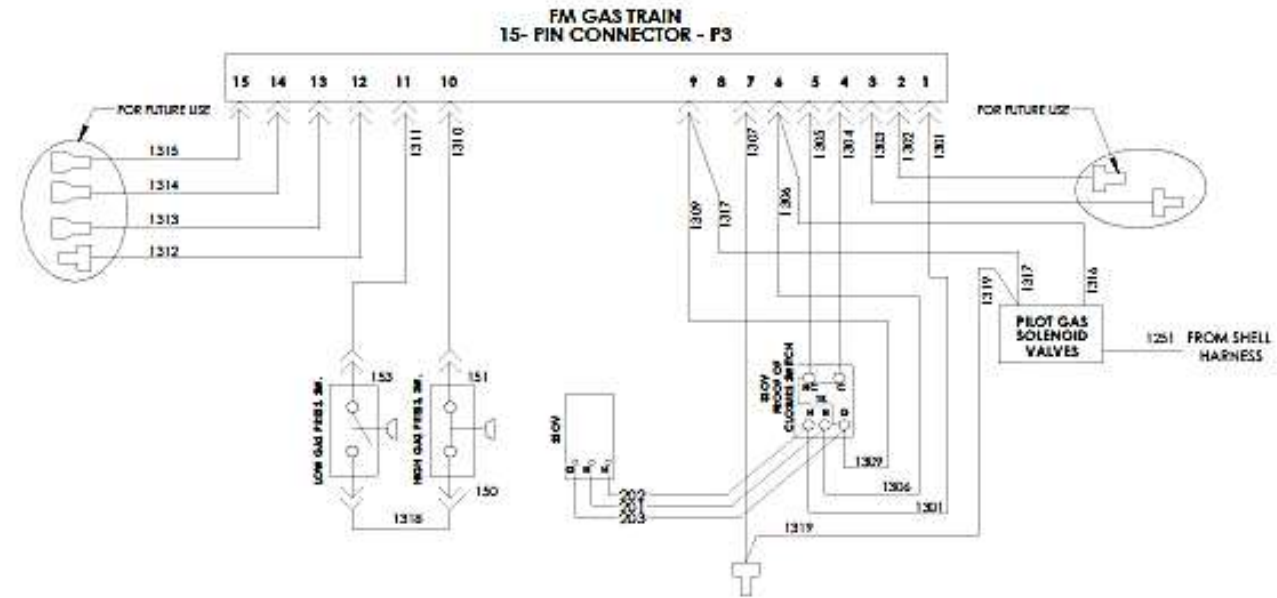 FM GAS TRAIN
15- PIN CONNECTOR - P3
15 14 13 12 11 10 9 8 7 6 5 4 3 2 1
FOR FUTURE USE
FOR FUTURE USE
1315
1314
1313
1312
1311
1310
1309
1317
1307
1306
1305
1304
1303
1302
1301
1319
1317
1316
PILOT GAS
SOLENOID
VALVES
1251 FROM SHELL
HARNESS
LOW GAS PRESS. SW.
153
HIGH GAS PRESS. SW.
151
150
1318
SSOV
SSOV
PROOF OF
CLOSURE SWITCH
202
201
203
1309
1306
1301
1319